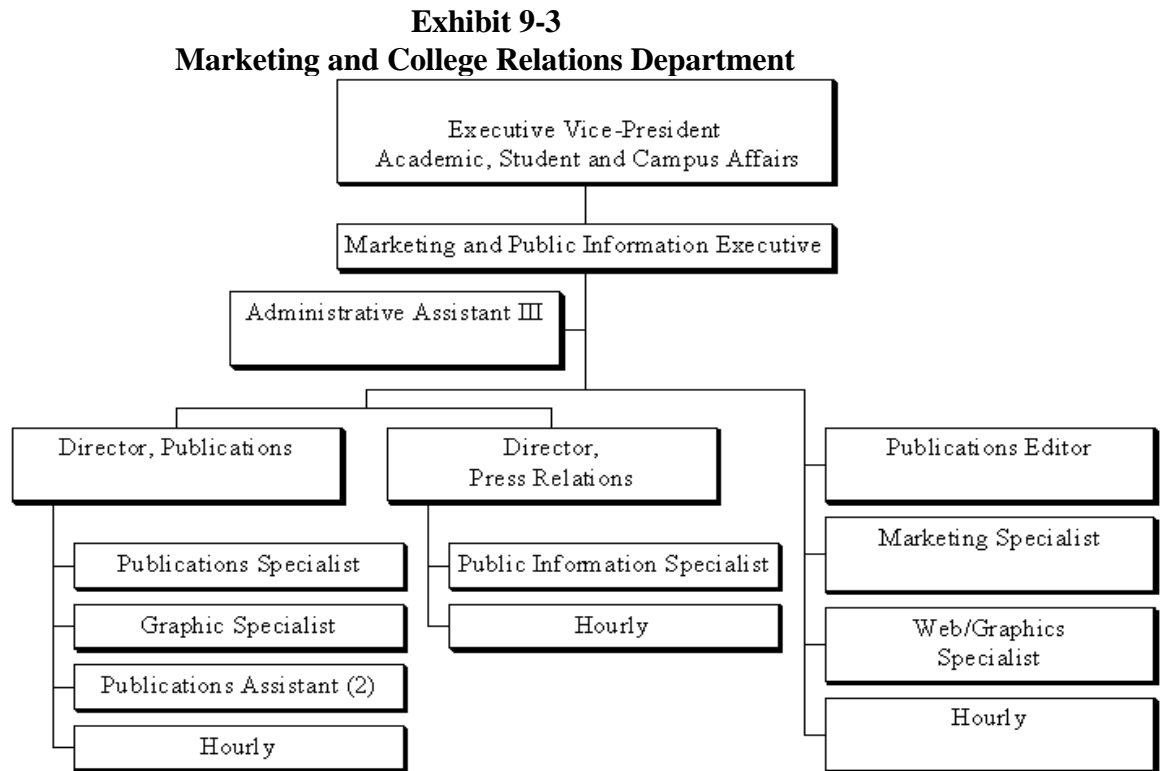 Exhibit 9-3
Marketing and College Relations Department
Executive Vice-President
Academic, Student and Campus Affairs
Marketing and Public Information Executive
Administrative Assistant III
Director, Publications
Publications Specialist
Graphic Specialist
Publications Assistant (2)
Hourly
Director,
Press Relations
Public Information Specialist
Hourly
Publications Editor
Marketing Specialist
Web/Graphics
Specialist
Hourly